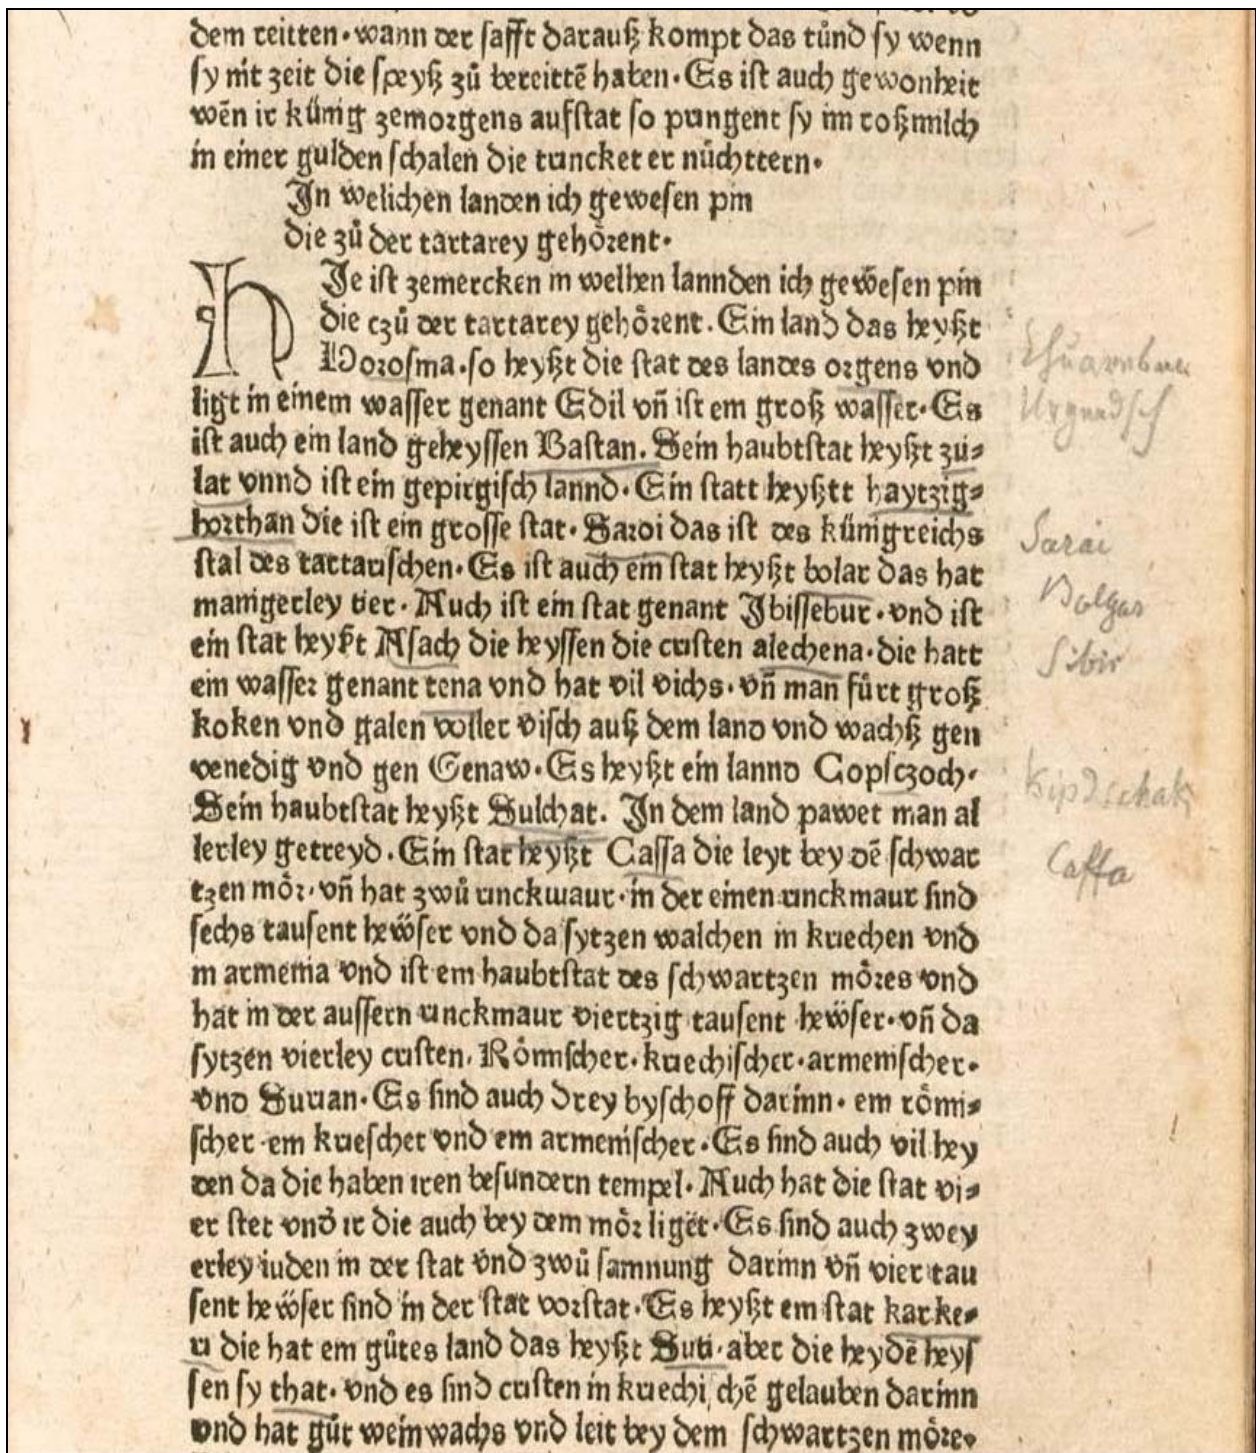 dem reitten·wann der safft darauß kompt das tůnd sy wenn
sy nit zeit die speyß zů bereittē haben·Es ist auch gewonheit
wēn ir künig zemorgens aufstat so pringent sy im roßmilch
in einer gulden schalen die trincket er nüchttern·
In welichen landen ich gewesen pin
die zů der tartarey gehörent·
HIe ist zemercken in welhen lannden ich gewësen pin
die czů der tartarey gehörent. Ein land das heyßt
Horosma·so heyßt die stat des landes orgens vnd
ligt in einem wasser genant Edil vn̄ ist ein groß wasser·Es
ist auch ein land geheyssen Bastan. Sein haubtstat heyßt zu⸗
lat vnnd ist ein gepirgisch lannd·Ein statt heyßtt haytzig⸗
horthan die ist ein grosse stat·Saroi das ist des künigreichs
stal des tartarischen·Es ist auch ein stat heyßt bolar das hat
manigerley tier·Auch ist ein stat genant Ibissebur·vnd ist
ein stat heyßt Asach die heyssen die cristen alechena·die hatt
ein wasser genant tena vnd hat vil vichs·vn̄ man fürt groß
koken vnd galen voller visch auß dem land vnd wachß gen
venedig vnd gen Genaw·Es heyßt ein lannd Copsczoch·
Sein haubtstat heyßt Sulchat. In dem land pawet man al
lerley getreyd·Ein stat heyßt Caffa die leyt bey dē schwar
tzen mör·vn̄ hat zwů rinckmaur·in der einen rinckmaur sind
sechs tausent hewser vnd da sytzen walchen in kriechen vnd
in armenia vnd ist ein haubtstat des schwartzen möres vnd
hat in der aussern rinckmaur viertzig tausent hewser·vn̄ da
sytzen vierley cristen. Römischer·kriechischer·armenischer·
vnd Surian·Es sind auch drey byschoff darinn·ein römi⸗
scher·ein kriescher vnd ein armenischer·Es sind auch vil hey
den da die haben iren besundern tempel·Auch hat die stat vi⸗
er stet vnd ir die auch bey dem mör liget·Es sind auch zwey
erley iuden in der stat vnd zwů samnung darinn vn̄ vier tau
sent hewser sind in der stat vorstat·Es heyßt ein stat karke⸗
ri die hat ein gůtes land das heyßt Suti·aber die heydē heys
sen sy that·vnd es sind cristen in kriechischē gelauben darinn
vnd hat gůt weinwachs vnd leit bey dem schwartzen möre·
Urgendsch
Sarai
Bolgar
Sibir
Kipdschak
Caffa